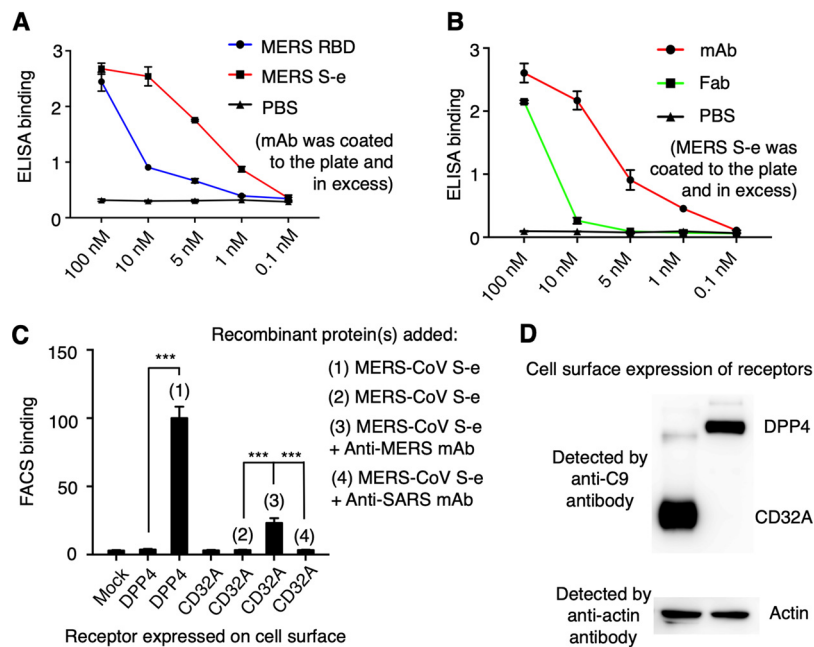 A
ELISA binding
3
2
1
0
100 nM
10 nM
5 nM
1 nM
0.1 nM
MERS RBD
MERS S-e
PBS
(mAb was coated
to the plate and
in excess)
B
ELISA binding
3
2
1
0
100 nM
10 nM
5 nM
1 nM
0.1 nM
mAb
Fab
PBS
(MERS S-e was
coated to the plate
and in excess)
C
FACS binding
150
100
50
0
***
(1)
*** ***
(2)
(3)
(4)
Mock
DPP4
DPP4
CD32A
CD32A
CD32A
CD32A
Receptor expressed on cell surface
Recombinant protein(s) added:
(1) MERS-CoV S-e
(2) MERS-CoV S-e
(3) MERS-CoV S-e
+ Anti-MERS mAb
(4) MERS-CoV S-e
+ Anti-SARS mAb
D
Cell surface expression of receptors
DPP4
Detected by
anti-C9
antibody
CD32A
Detected by
anti-actin
antibody
Actin